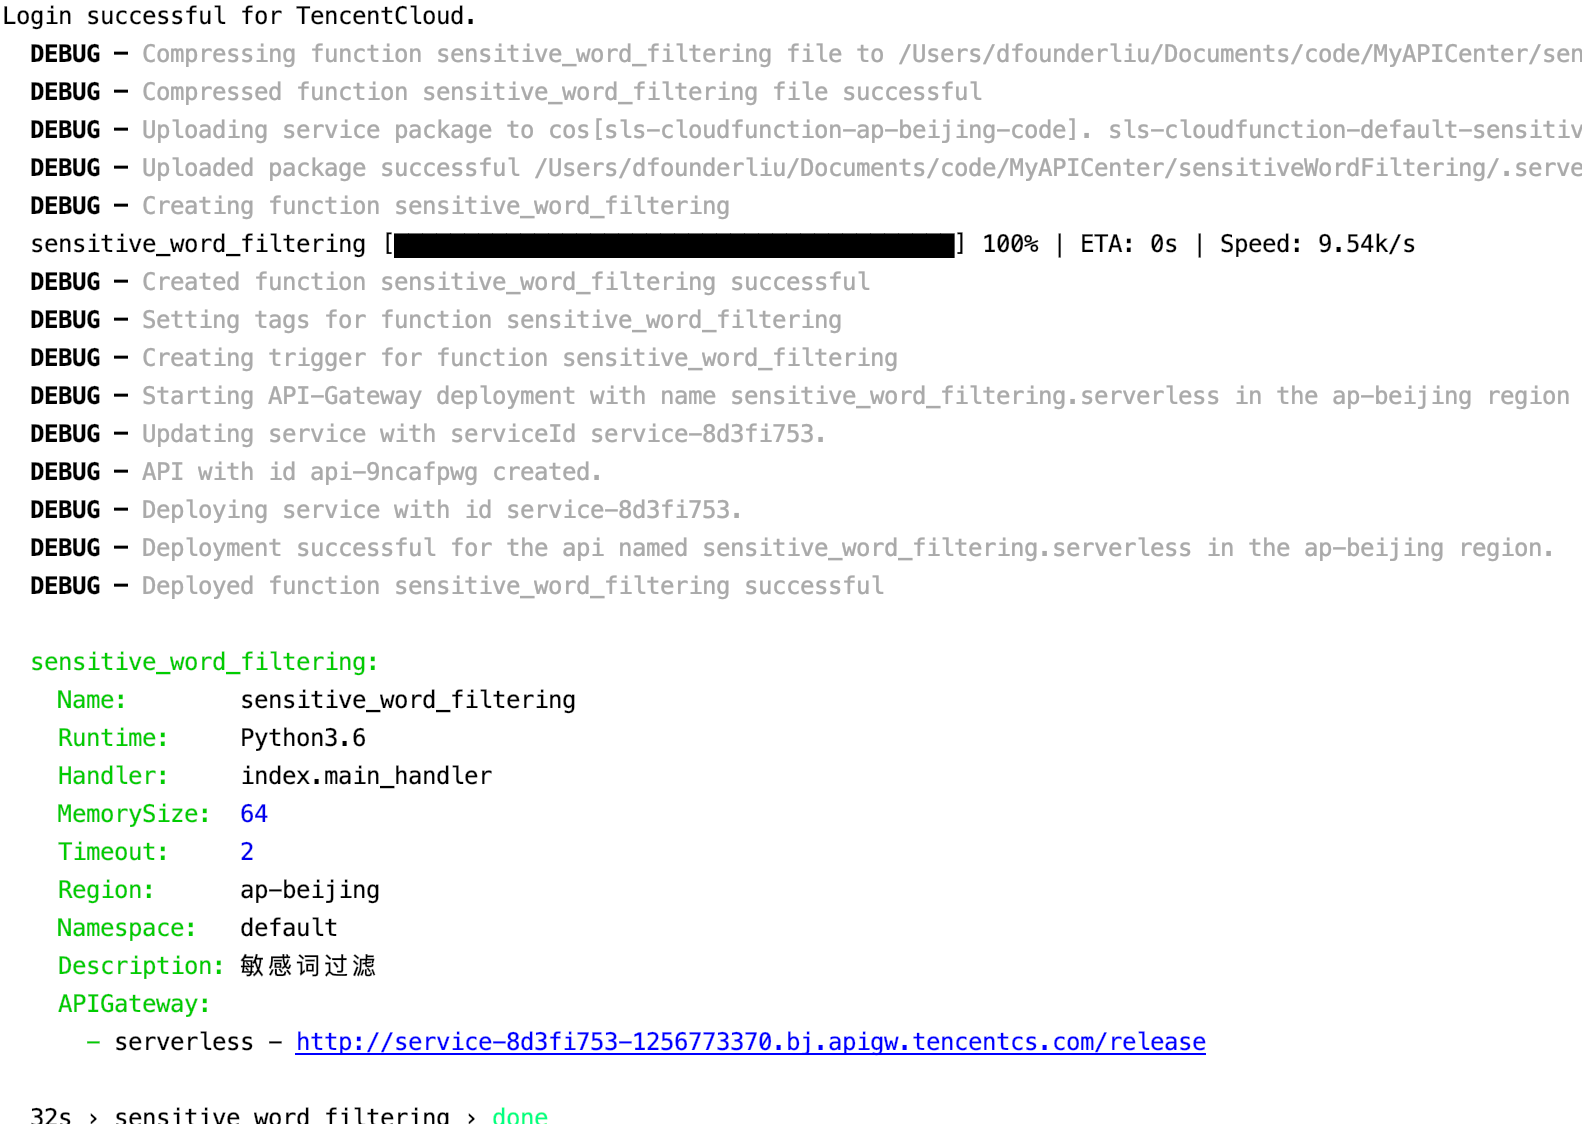 Login successful for TencentCloud.
DEBUG — Compressing function sensitive_word_filtering file to /Users/dfounderliu/Documents/code/MyAPICenter/sen
DEBUG — Compressed function sensitive_word_filtering file successful
DEBUG — Uploading service package to cos[sls-cloudfunction-ap-beijing-code]. sls-cloudfunction-default-sensitiv
DEBUG — Uploaded package successful /Users/dfounderliu/Documents/code/MyAPICenter/sensitiveWordFiltering/.serve
DEBUG — Creating function sensitive_word_filtering
sensitive_word_filtering [████████████████████████████████████████] 100% | ETA: 0s | Speed: 9.54k/s
DEBUG — Created function sensitive_word_filtering successful
DEBUG — Setting tags for function sensitive_word_filtering
DEBUG — Creating trigger for function sensitive_word_filtering
DEBUG — Starting API-Gateway deployment with name sensitive_word_filtering.serverless in the ap-beijing region
DEBUG — Updating service with serviceId service-8d3fi753.
DEBUG — API with id api-9ncafpwg created.
DEBUG — Deploying service with id service-8d3fi753.
DEBUG — Deployment successful for the api named sensitive_word_filtering.serverless in the ap-beijing region.
DEBUG — Deployed function sensitive_word_filtering successful
sensitive_word_filtering:
Name: sensitive_word_filtering
Runtime: Python3.6
Handler: index.main_handler
MemorySize: 64
Timeout: 2
Region: ap-beijing
Namespace: default
Description: 敏感词过滤
APIGateway:
- serverless - http://service-8d3fi753-1256773370.bj.apigw.tencentcs.com/release
32s › sensitive_word_filtering › done